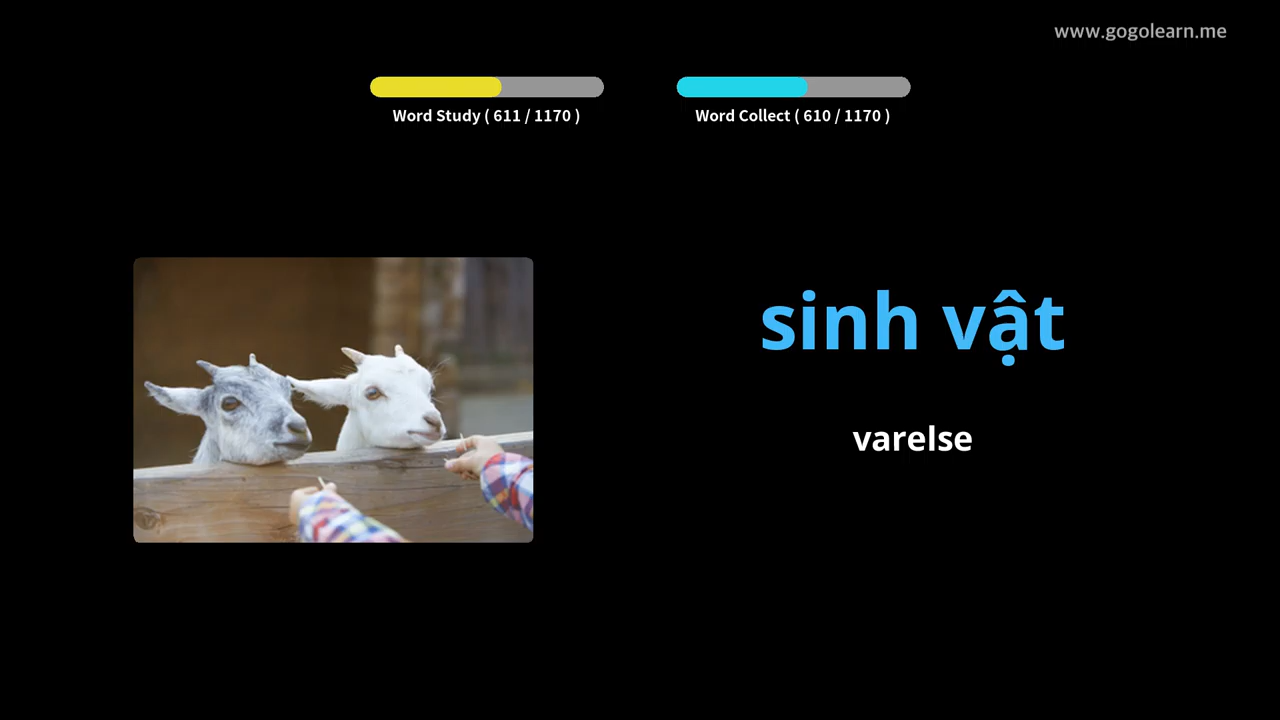 www.gogolearn.me
Word Study ( 611 / 1170 )
Word Collect ( 610 / 1170 )
sinh vật
varelse